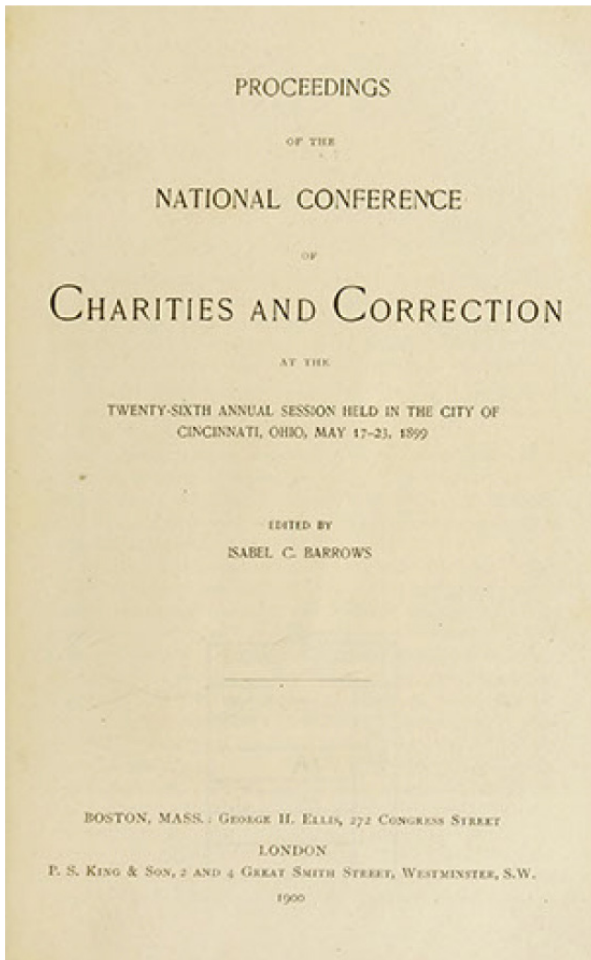 PROCEEDINGS
OF THE
NATIONAL CONFERENCE
OF
CHARITIES AND CORRECTION
AT THE
TWENTY-SIXTH ANNUAL SESSION HELD IN THE CITY OF
CINCINNATI, OHIO, MAY 17–23, 1899
EDITED BY
ISABEL C. BARROWS
BOSTON, MASS.: GEORGE H. ELLIS, 272 CONGRESS STREET
LONDON
P. S. KING & SON, 2 AND 4 GREAT SMITH STREET, WESTMINSTER, S.W.
1900